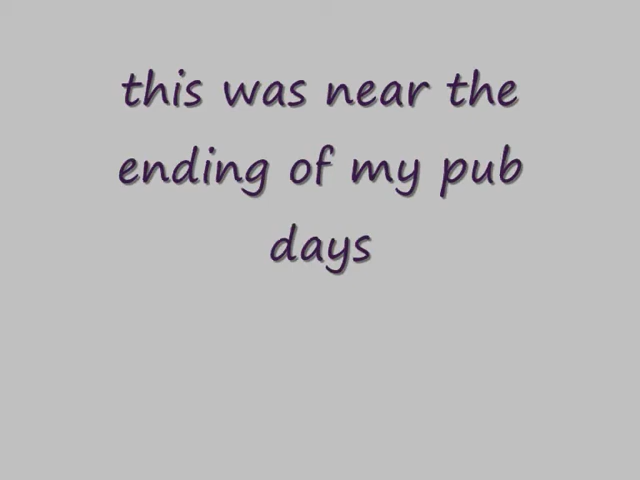 this was near the
ending of my pub
days